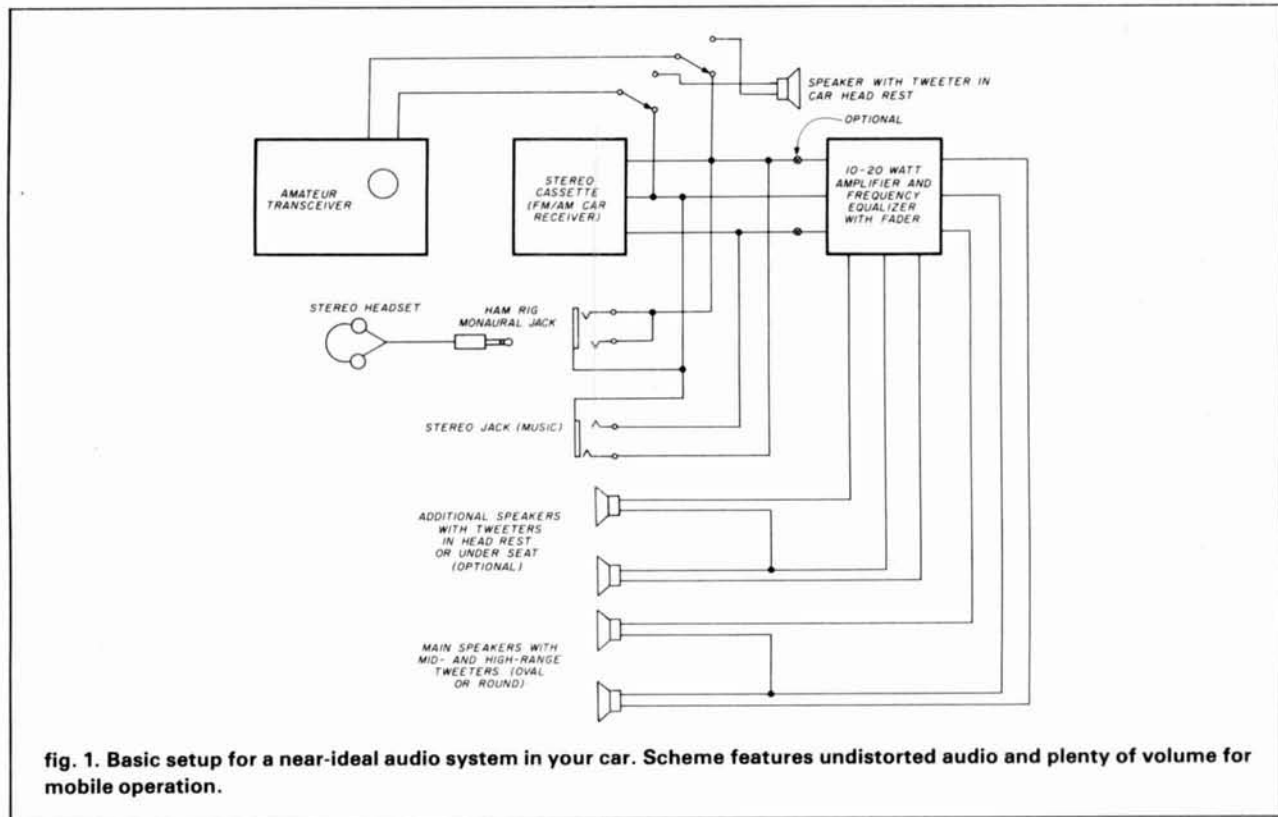 SPEAKER WITH TWEETER IN
CAR HEAD REST
OPTIONAL
AMATEUR
TRANSCEIVER
STEREO
CASSETTE
(FM/AM CAR
RECEIVER)
10-20 WATT
AMPLIFIER AND
FREQUENCY
EQUALIZER
WITH FADER
STEREO HEADSET
HAM RIG
MONAURAL JACK
STEREO JACK (MUSIC)
ADDITIONAL SPEAKERS
WITH TWEETERS
IN HEAD REST
OR UNDER SEAT
(OPTIONAL)
MAIN SPEAKERS WITH
MID- AND HIGH-RANGE
TWEETERS (OVAL
OR ROUND)
fig. 1. Basic setup for a near-ideal audio system in your car. Scheme features undistorted audio and plenty of volume for
mobile operation.